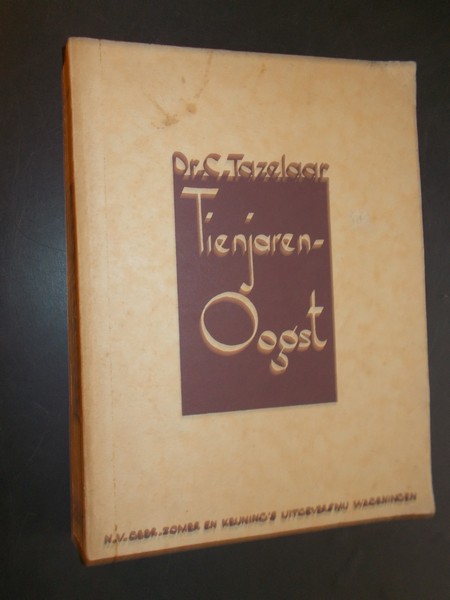 Dr. C. Tazelaar
Tienjaren-
Oogst
N.V. GEBR. ZOMER EN KEUNING'S UITGEVERSMIJ WAGENINGEN